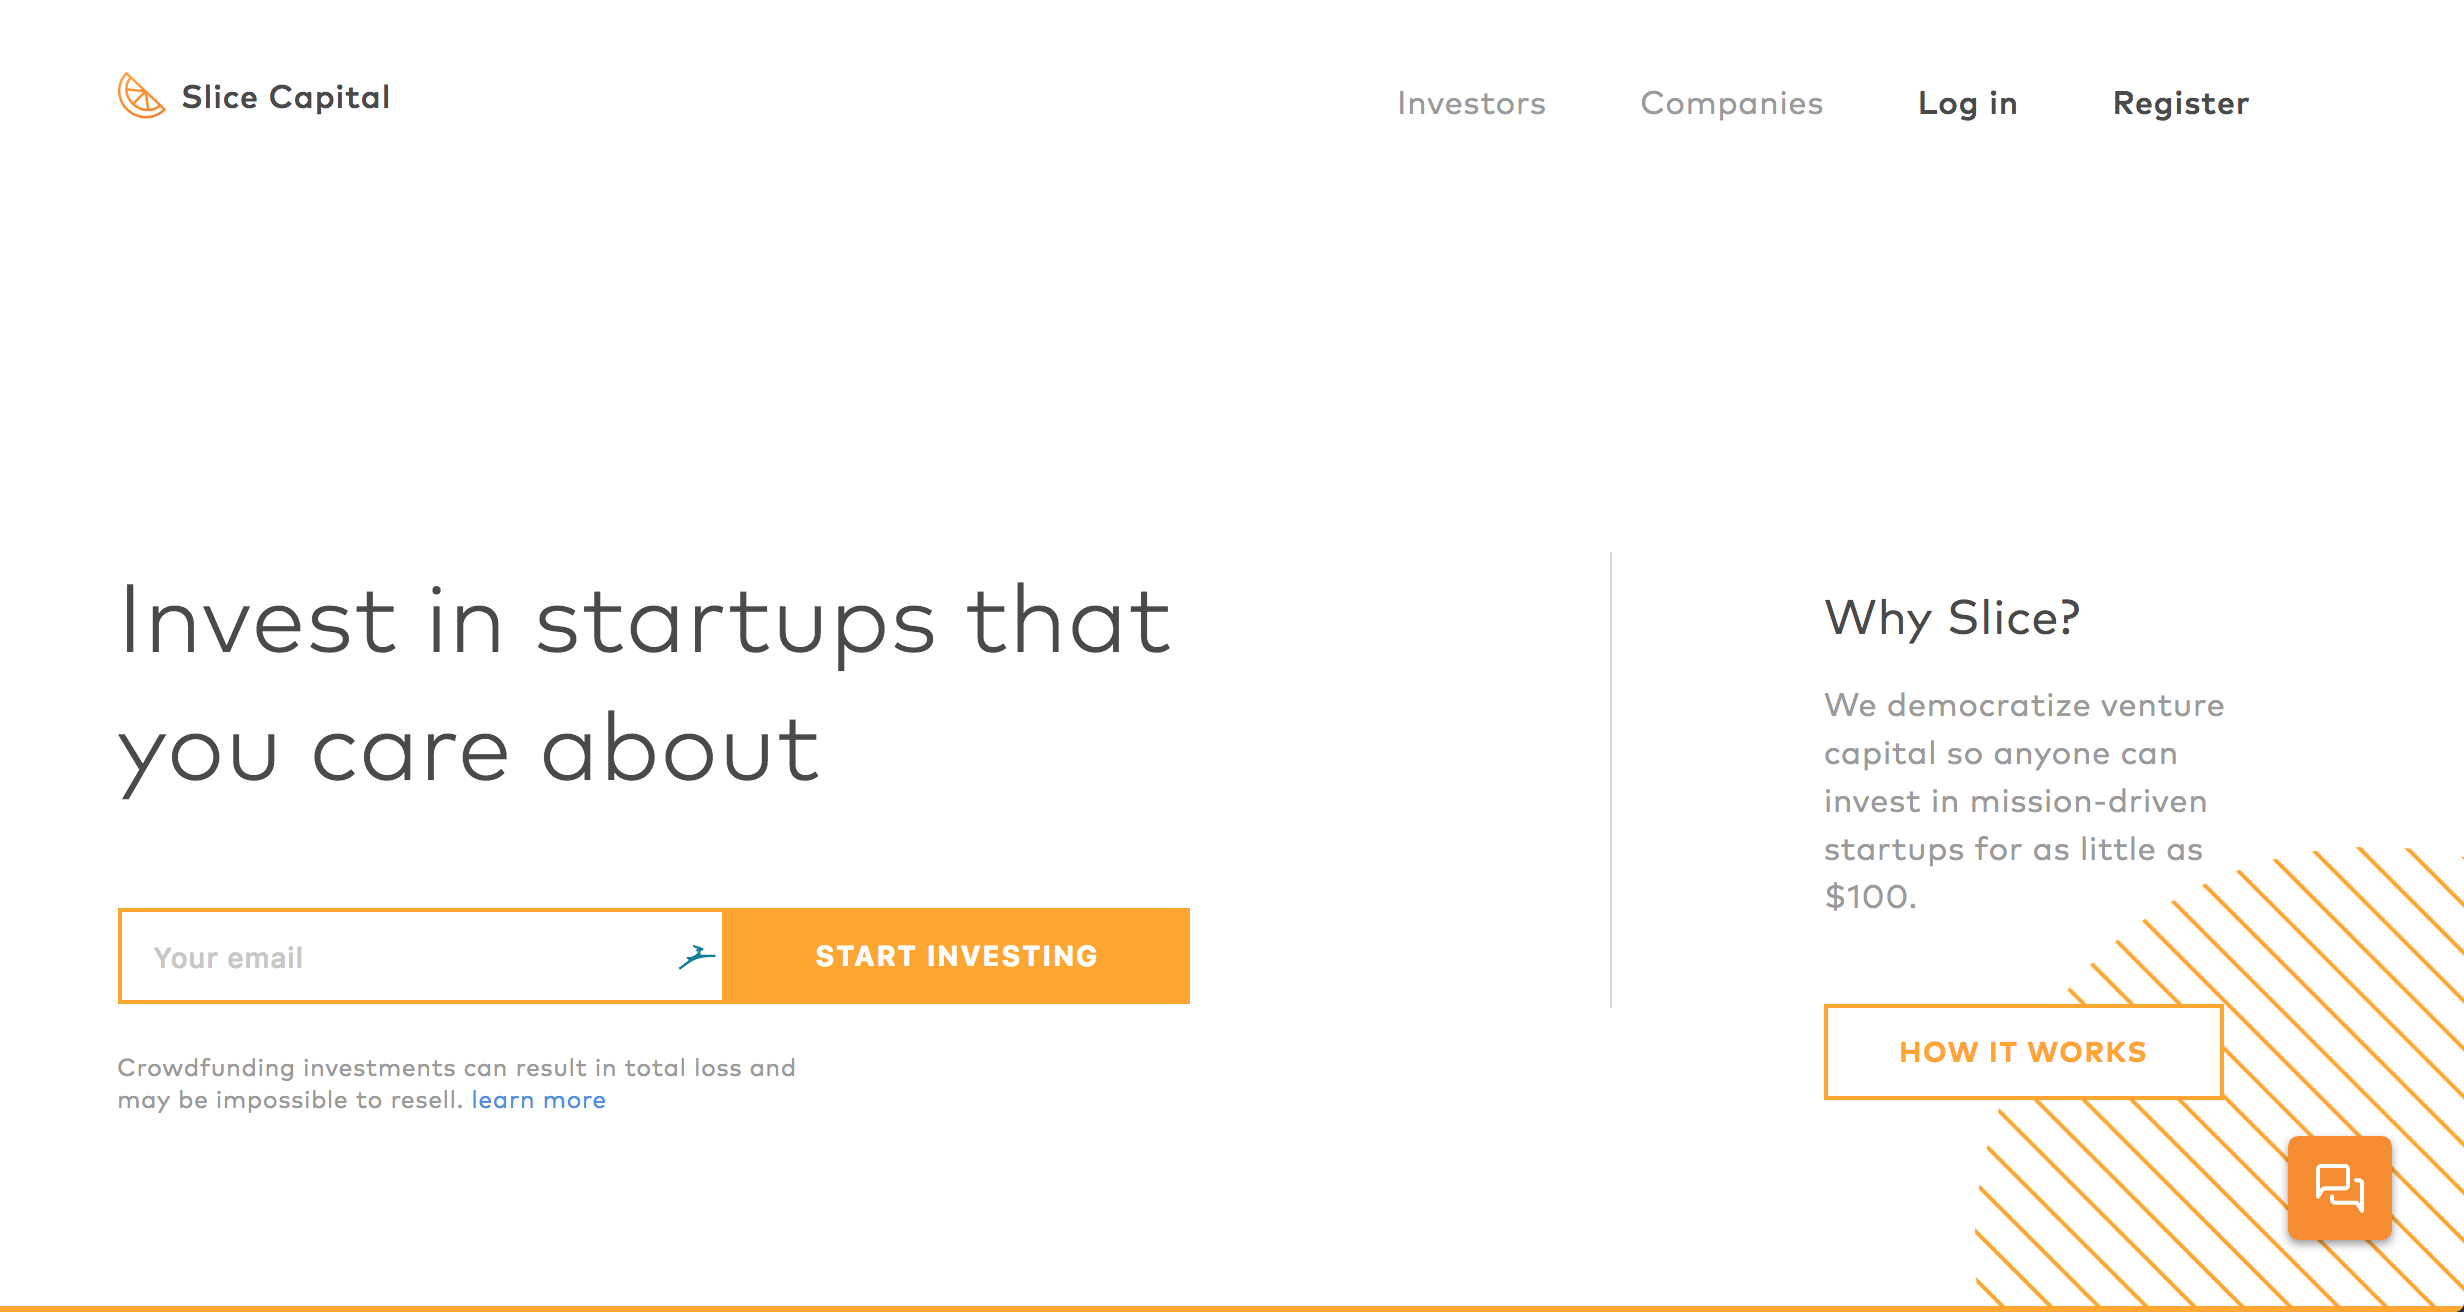 Slice Capital
Investors
Companies
Log in
Register
Invest in startups that
you care about
Your email
START INVESTING
Crowdfunding investments can result in total loss and
may be impossible to resell. learn more
Why Slice?
We democratize venture
capital so anyone can
invest in mission-driven
startups for as little as
$100.
HOW IT WORKS